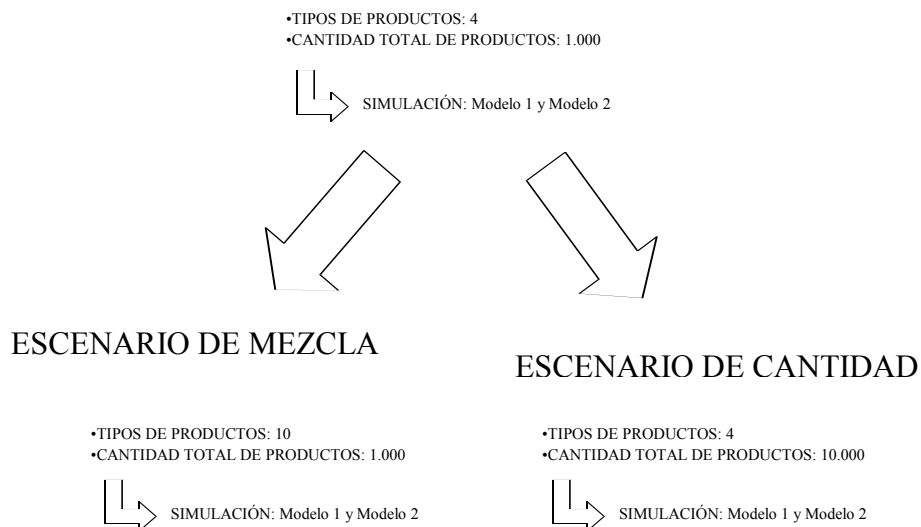 •TIPOS DE PRODUCTOS: 4
•CANTIDAD TOTAL DE PRODUCTOS: 1.000
SIMULACIÓN: Modelo 1 y Modelo 2
ESCENARIO DE MEZCLA
•TIPOS DE PRODUCTOS: 10
•CANTIDAD TOTAL DE PRODUCTOS: 1.000
SIMULACIÓN: Modelo 1 y Modelo 2
ESCENARIO DE CANTIDAD
•TIPOS DE PRODUCTOS: 4
•CANTIDAD TOTAL DE PRODUCTOS: 10.000
SIMULACIÓN: Modelo 1 y Modelo 2